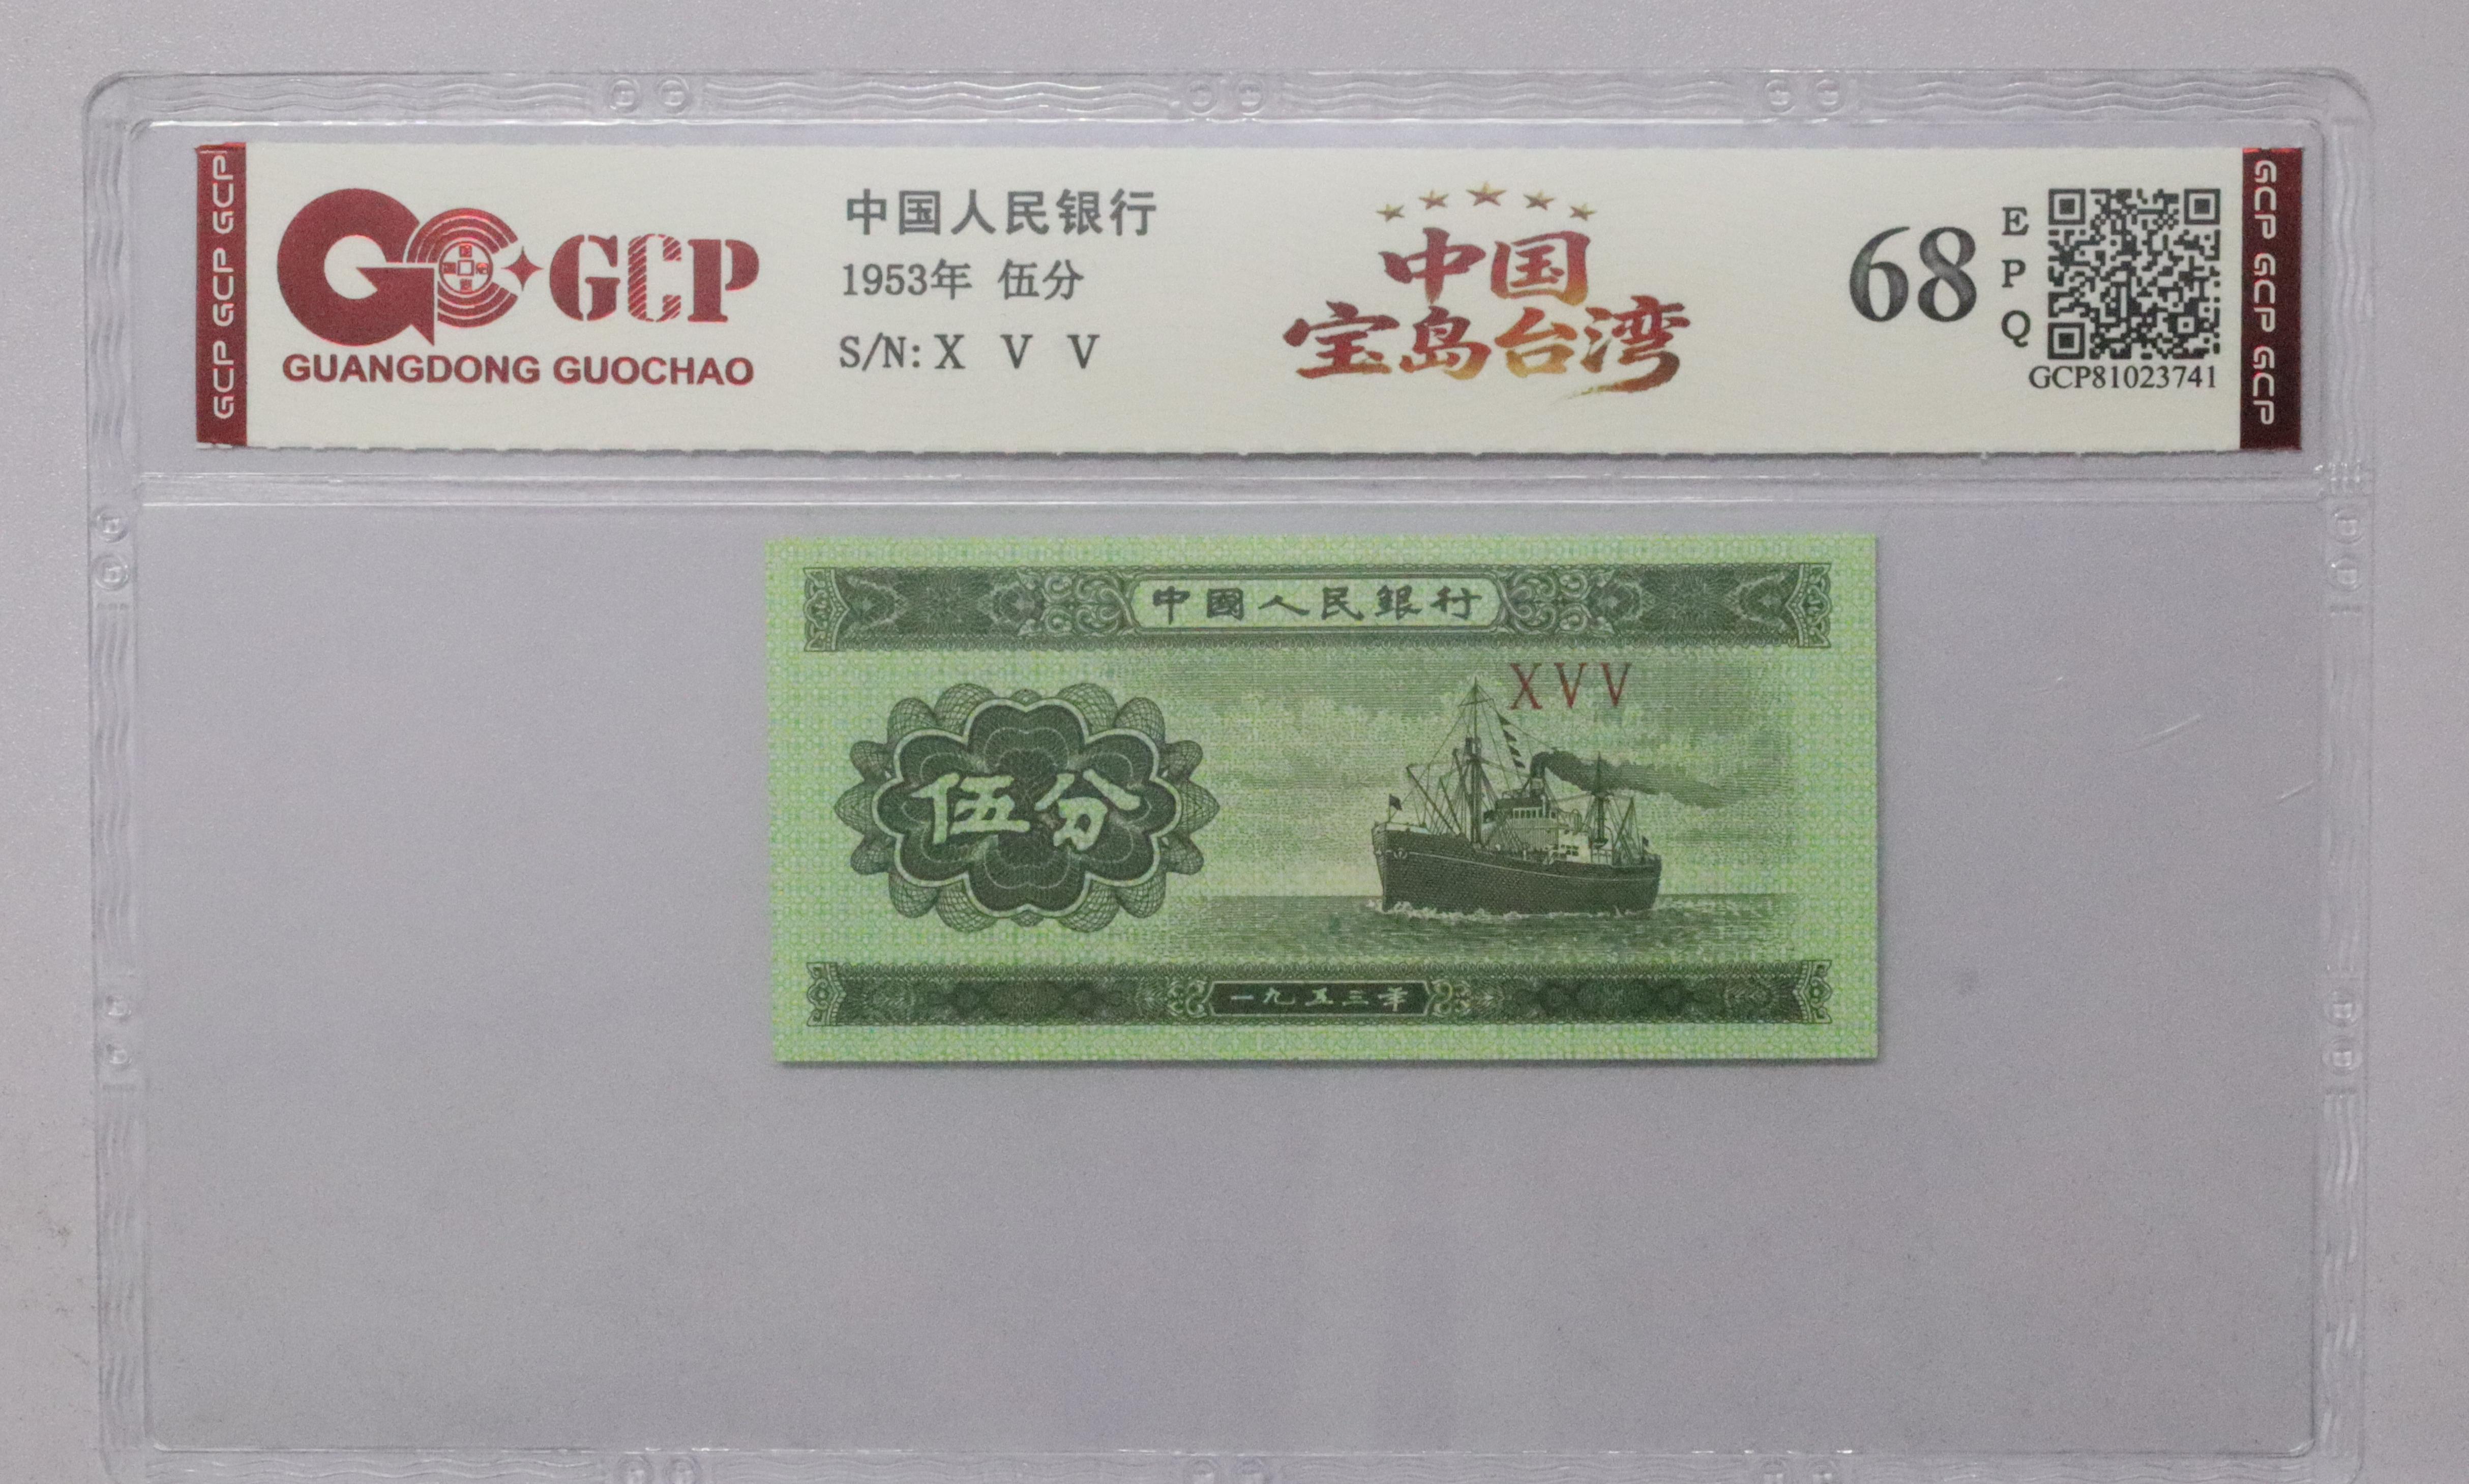 GCP GCP GCP
GCP
GUANGDONG GUOCHAO
中国人民银行
1953年 伍分
S/N: X V V
中国
宝岛台湾
68
E
P
Q
GCP81023741
GCP GCP GCP
中國人民銀行
XVV
伍分
一九五三年